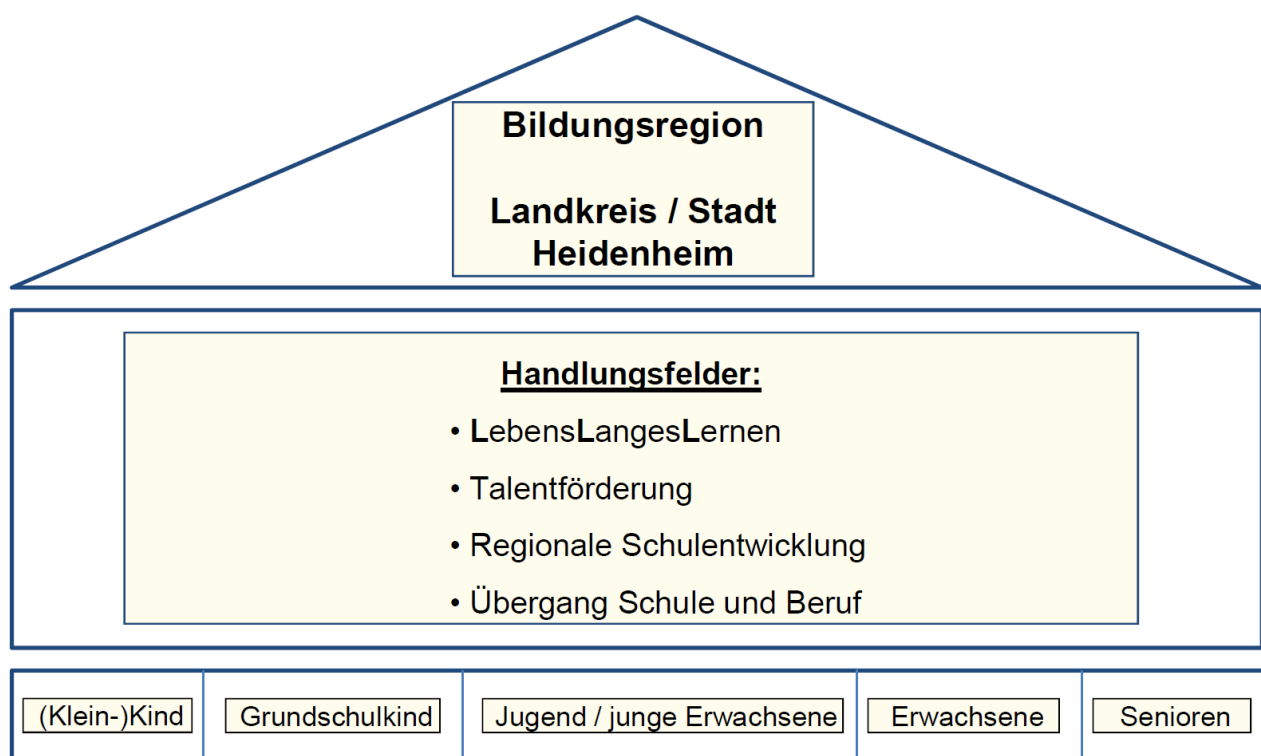 Bildungsregion
Landkreis / Stadt
Heidenheim
Handlungsfelder:
• LebensLangesLernen
• Talentförderung
• Regionale Schulentwicklung
• Übergang Schule und Beruf
(Klein-)Kind
Grundschulkind
Jugend / junge Erwachsene
Erwachsene
Senioren